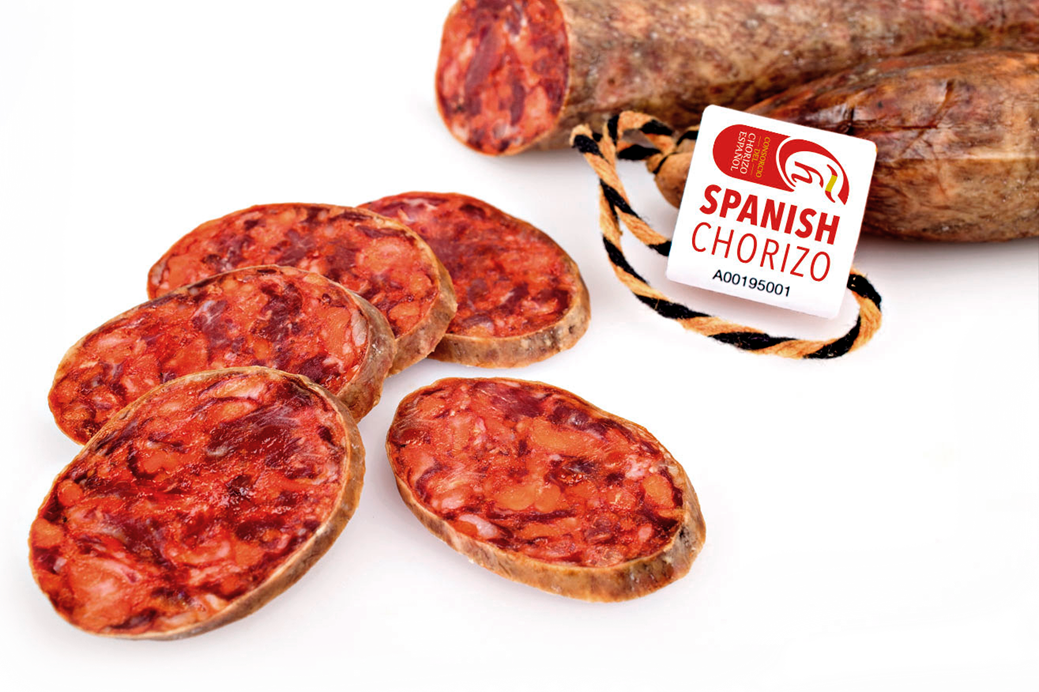 CONSORCIO
DEL
CHORIZO
ESPAÑOL
SPANISH
CHORIZO
A00195001